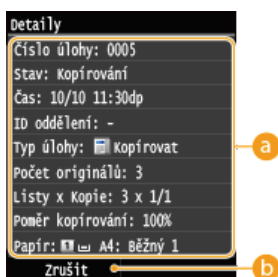 Detaily
Číslo úlohy: 0005
Stav: Kopírování
Čas: 10/10 11:30dp
ID oddělení: -
Typ úlohy: Kopírovat
a
Počet originálů: 3
Listy x Kopie: 3 x 1/1
Poměr kopírování: 100%
Papír: 1 A4: Běžný 1
Zrušit
b